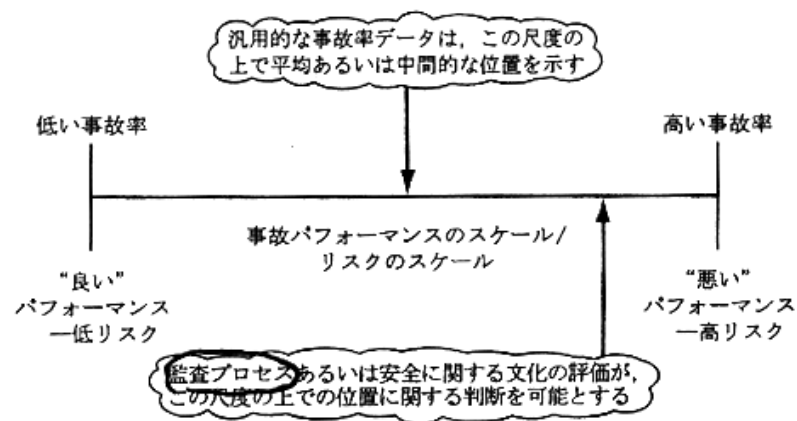 汎用的な事故率データは，この尺度の
上で平均あるいは中間的な位置を示す
低い事故率
高い事故率
事故パフォーマンスのスケール/
リスクのスケール
“良い”
パフォーマンス
—低リスク
“悪い”
パフォーマンス
—高リスク
監査プロセスあるいは安全に関する文化の評価が，
この尺度の上での位置に関する判断を可能とする